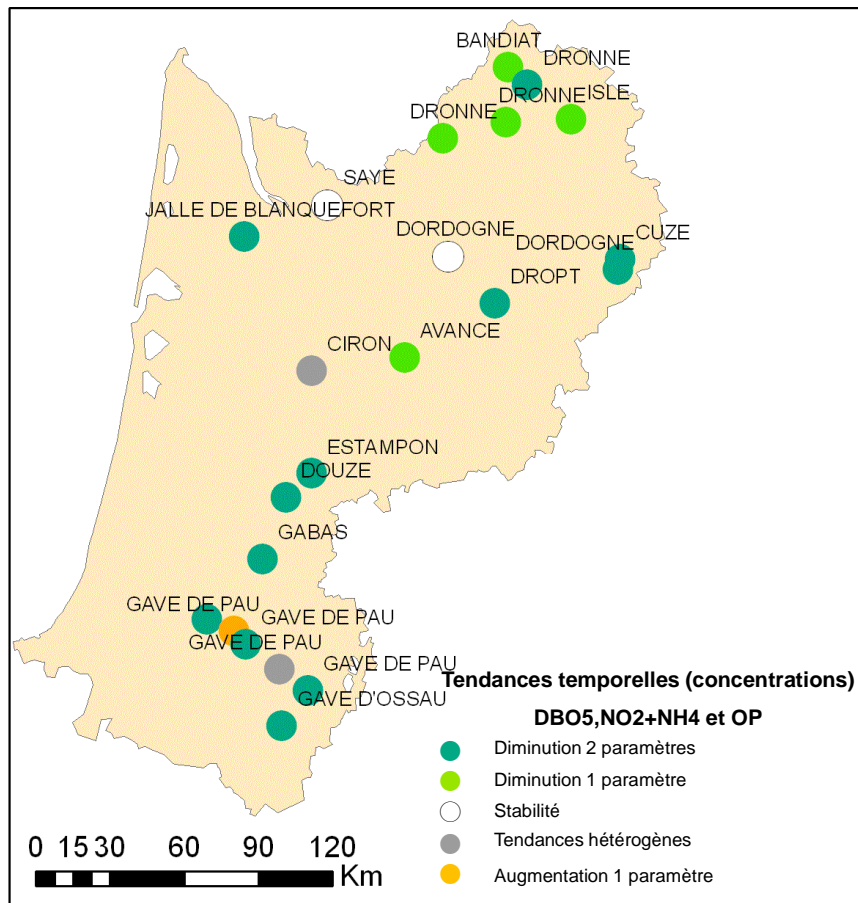 BANDIAT
DRONNE
DRONNE ISLE
DRONNE
SAYE
JALLE DE BLANQUEFORT
DORDOGNE
CUZE
DORDOGNE
DROPT
AVANCE
CIRON
ESTAMPON
DOUZE
GABAS
GAVE DE PAU
GAVE DE PAU
GAVE DE PAU
GAVE DE PAU
GAVE D'OSSAU
Tendances temporelles (concentrations)
DBO5,NO2+NH4 et OP
Diminution 2 paramètres
Diminution 1 paramètre
Stabilité
Tendances hétérogènes
Augmentation 1 paramètre
0 15 30 60 90 120
Km